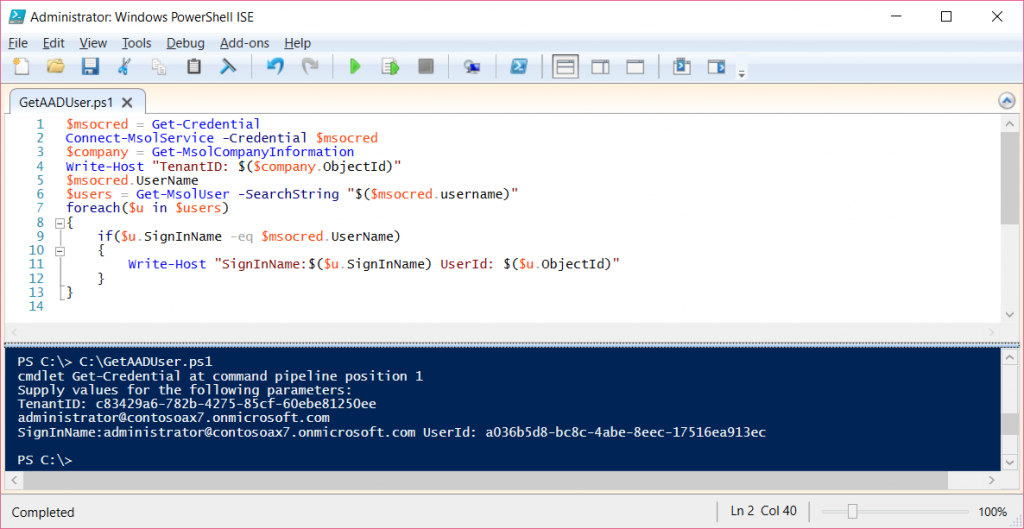 Administrator: Windows PowerShell ISE
File Edit View Tools Debug Add-ons Help
GetAADUser.ps1
1 $msocred = Get-Credential
2 Connect-MsolService -Credential $msocred
3 $company = Get-MsolCompanyInformation
4 Write-Host "TenantID: $($company.ObjectId)"
5 $msocred.UserName
6 $users = Get-MsolUser -SearchString "$($msocred.username)"
7 foreach($u in $users)
8 {
9     if($u.SignInName -eq $msocred.UserName)
10     {
11         Write-Host "SignInName:$($u.SignInName) UserId: $($u.ObjectId)"
12     }
13 }
14
PS C:\> C:\GetAADUser.ps1
cmdlet Get-Credential at command pipeline position 1
Supply values for the following parameters:
TenantID: c83429a6-782b-4275-85cf-60ebe81250ee
administrator@contosoax7.onmicrosoft.com
SignInName:administrator@contosoax7.onmicrosoft.com UserId: a036b5d8-bc8c-4abe-8eec-17516ea913ec
PS C:\>
Completed
Ln 2 Col 40
100%